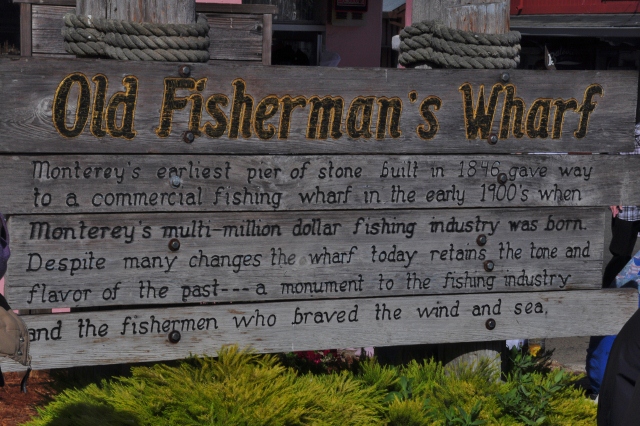 Old Fisherman's Wharf
Monterey's earliest pier of stone built in 1846 gave way
to a commercial fishing wharf in the early 1900's when
Monterey's multi-million dollar fishing industry was born.
Despite many changes the wharf today retains the tone and
flavor of the past--- a monument to the fishing industry
and the fishermen who braved the wind and sea.